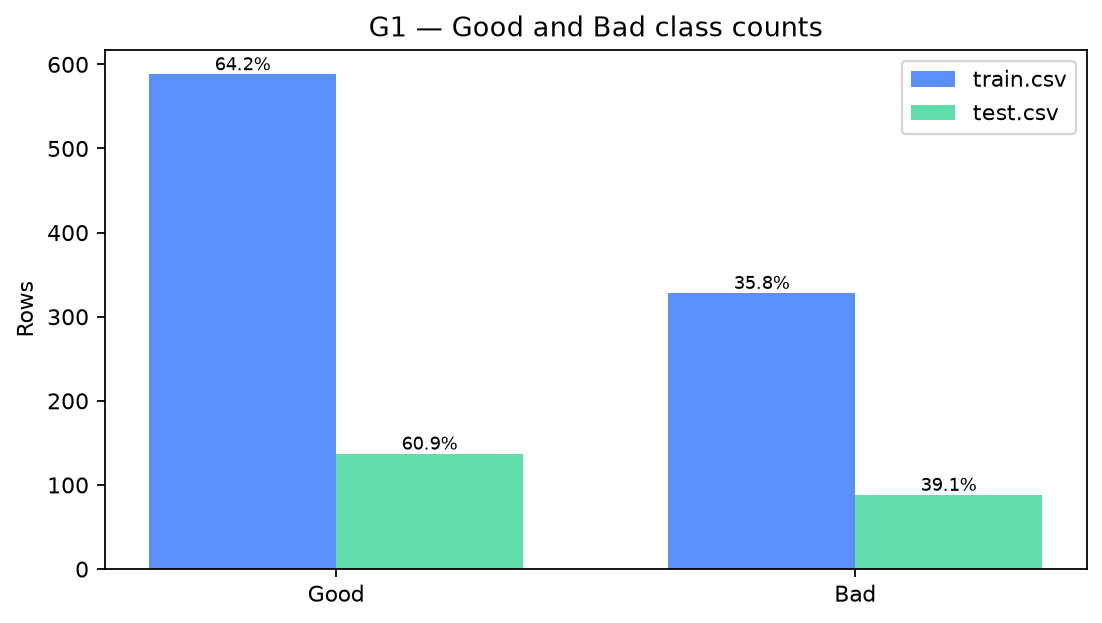 G1 — Good and Bad class counts
train.csv
test.csv
Rows
600
500
400
300
200
100
0
64.2%
60.9%
35.8%
39.1%
Good
Bad